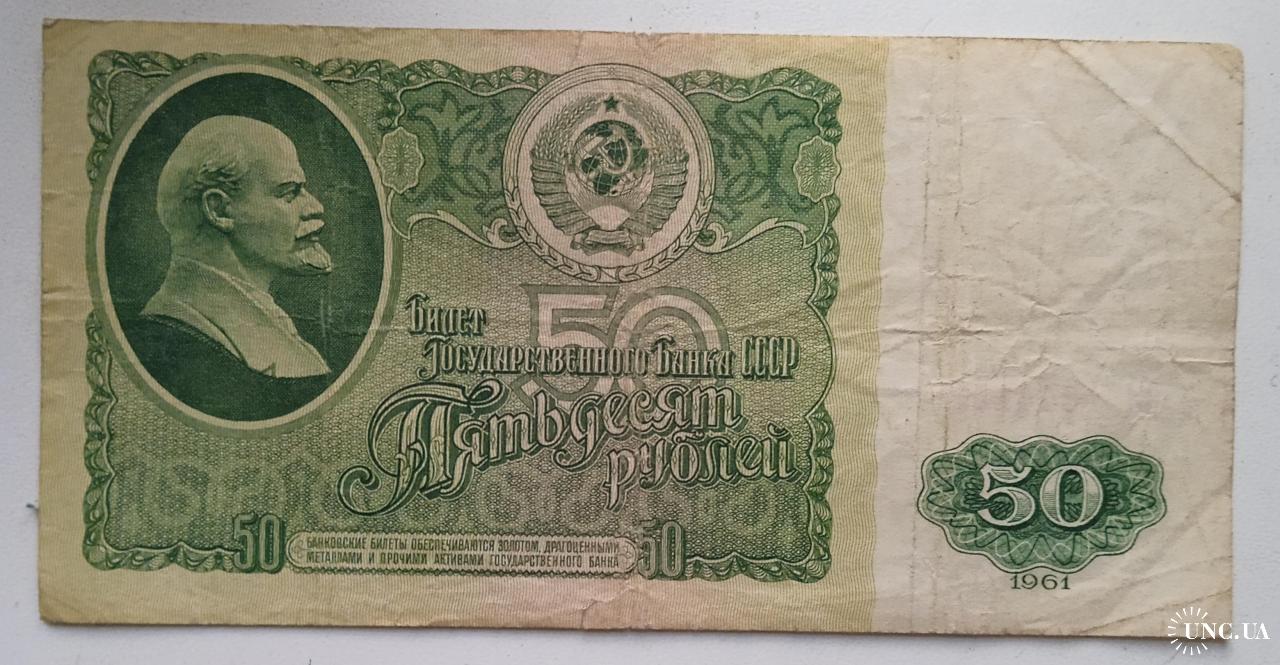 50
Билет
Государственного Банка СССР
Пятьдесят
рублей
50
БАНКОВСКИЕ БИЛЕТЫ ОБЕСПЕЧИВАЮТСЯ ЗОЛОТОМ, ДРАГОЦЕННЫМИ
МЕТАЛЛАМИ И ПРОЧИМИ АКТИВАМИ ГОСУДАРСТВЕННОГО БАНКА
50
50
1961
UNC.UA